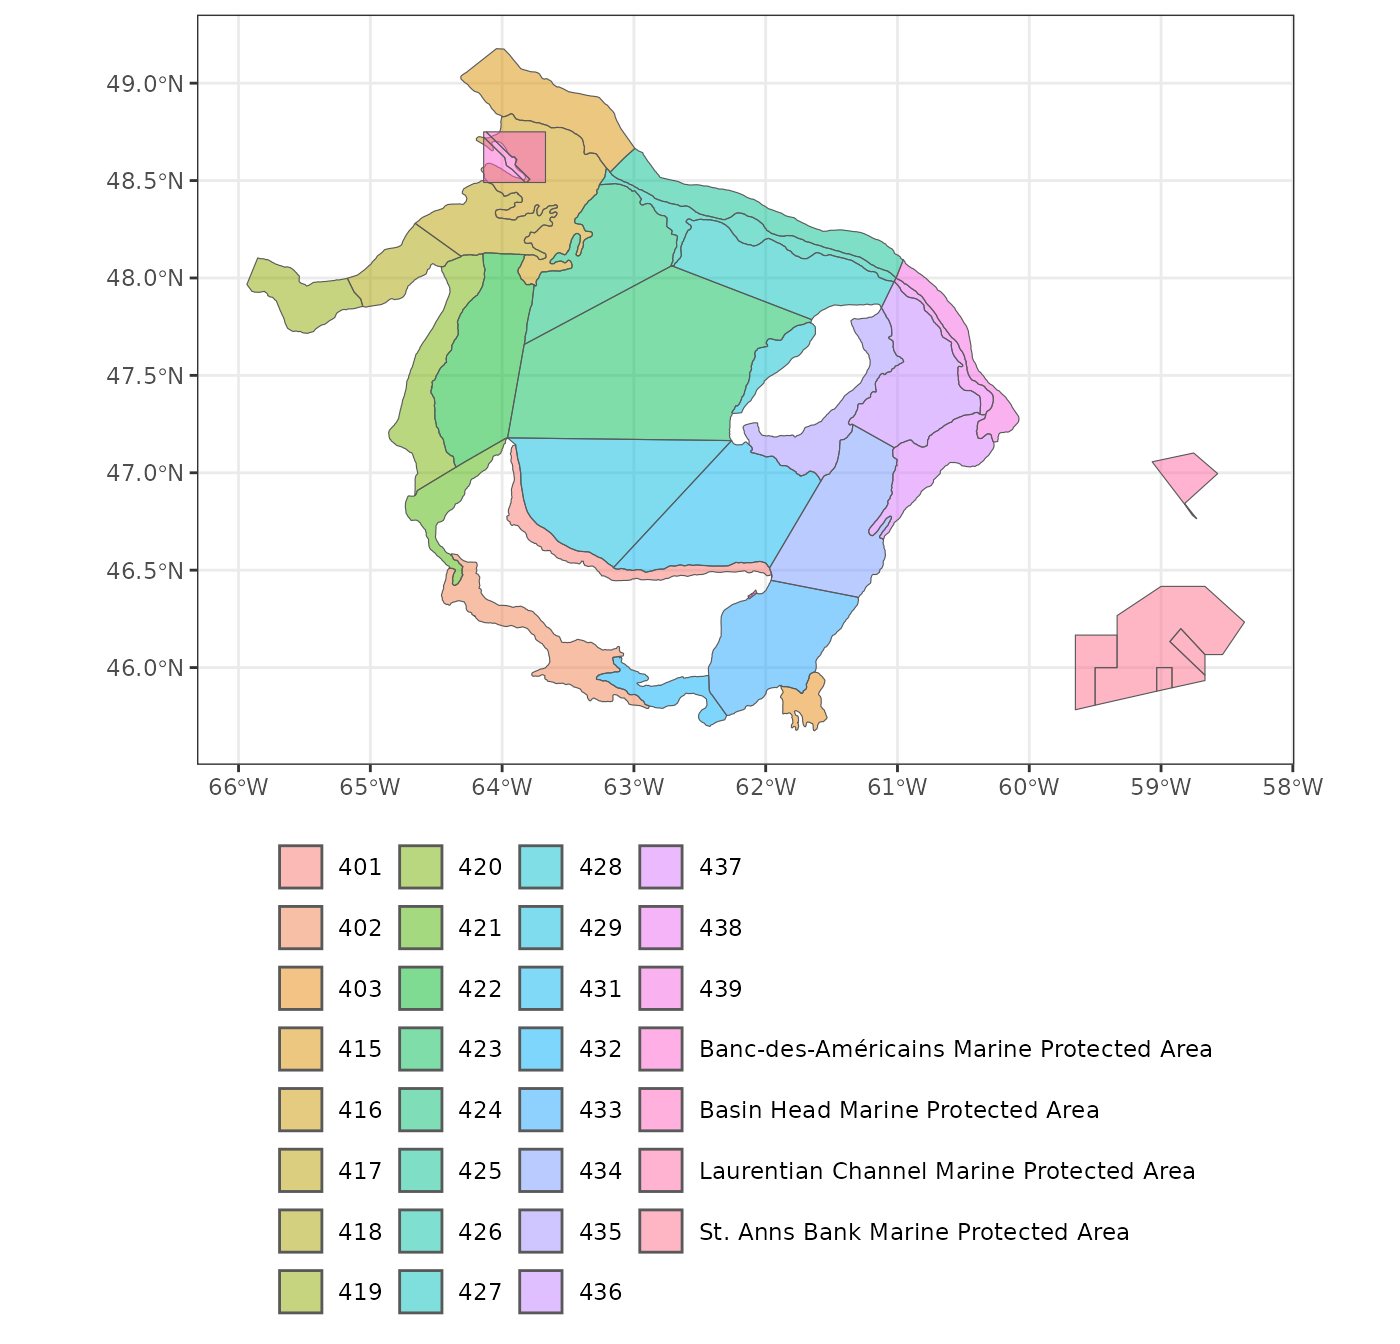 49.0°N
48.5°N
48.0°N
47.5°N
47.0°N
46.5°N
46.0°N
66°W 65°W 64°W 63°W 62°W 61°W 60°W 59°W 58°W
401 420 428 437
402 421 429 438
403 422 431 439
415 423 432 Banc-des-Américains Marine Protected Area
416 424 433 Basin Head Marine Protected Area
417 425 434 Laurentian Channel Marine Protected Area
418 426 435 St. Anns Bank Marine Protected Area
419 427 436